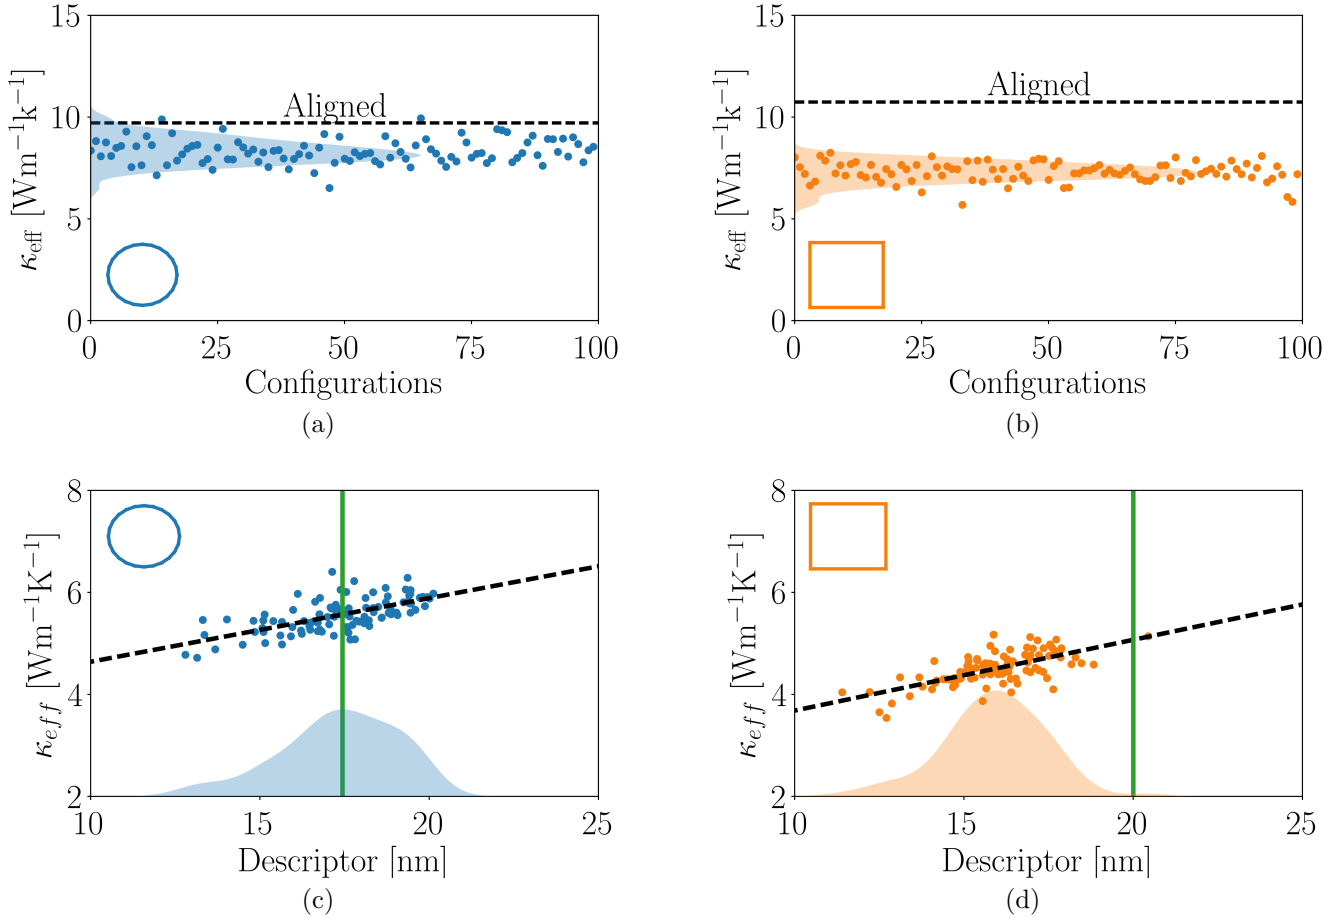 15
10
5
0
κeff [Wm⁻¹k⁻¹]
Aligned
0 25 50 75 100
Configurations
(a)
15
10
5
0
κeff [Wm⁻¹k⁻¹]
Aligned
0 25 50 75 100
Configurations
(b)
8
6
4
2
κeff [Wm⁻¹K⁻¹]
10 15 20 25
Descriptor [nm]
(c)
8
6
4
2
κeff [Wm⁻¹K⁻¹]
10 15 20 25
Descriptor [nm]
(d)